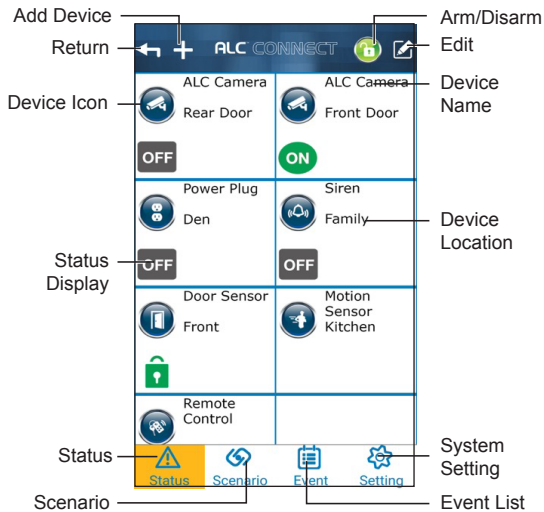 Add Device
Return
Device Icon
Status
Display
Status
Scenario
ALC CONNECT
ALC Camera
Rear Door
OFF
ALC Camera
Front Door
ON
Power Plug
Den
OFF
Siren
Family
OFF
Door Sensor
Front
Motion
Sensor
Kitchen
Remote
Control
Status
Scenario
Event
Setting
Arm/Disarm
Edit
Device
Name
Device
Location
System
Setting
Event List